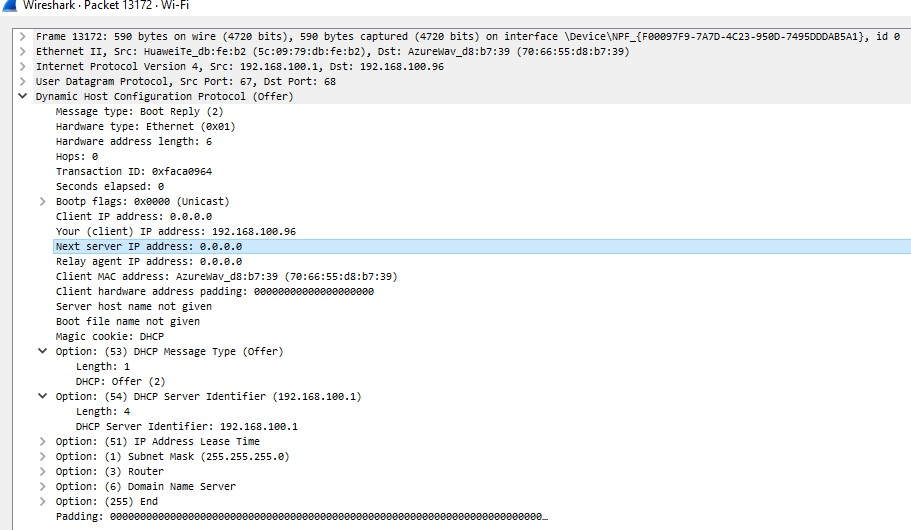 Wireshark · Packet 13172 · Wi-Fi
Frame 13172: 590 bytes on wire (4720 bits), 590 bytes captured (4720 bits) on interface \Device\NPF_{F00097F9-7A7D-4C23-950D-7495DDDAB5A1}, id 0
Ethernet II, Src: HuaweiTe_db:fe:b2 (5c:09:79:db:fe:b2), Dst: AzureWav_d8:b7:39 (70:66:55:d8:b7:39)
Internet Protocol Version 4, Src: 192.168.100.1, Dst: 192.168.100.96
User Datagram Protocol, Src Port: 67, Dst Port: 68
Dynamic Host Configuration Protocol (Offer)
Message type: Boot Reply (2)
Hardware type: Ethernet (0x01)
Hardware address length: 6
Hops: 0
Transaction ID: 0xfaca0964
Seconds elapsed: 0
Bootp flags: 0x0000 (Unicast)
Client IP address: 0.0.0.0
Your (client) IP address: 192.168.100.96
Next server IP address: 0.0.0.0
Relay agent IP address: 0.0.0.0
Client MAC address: AzureWav_d8:b7:39 (70:66:55:d8:b7:39)
Client hardware address padding: 00000000000000000000
Server host name not given
Boot file name not given
Magic cookie: DHCP
Option: (53) DHCP Message Type (Offer)
Length: 1
DHCP: Offer (2)
Option: (54) DHCP Server Identifier (192.168.100.1)
Length: 4
DHCP Server Identifier: 192.168.100.1
Option: (51) IP Address Lease Time
Option: (1) Subnet Mask (255.255.255.0)
Option: (3) Router
Option: (6) Domain Name Server
Option: (255) End
Padding: 000000000000000000000000000000000000000000000000000000000000000000000000…